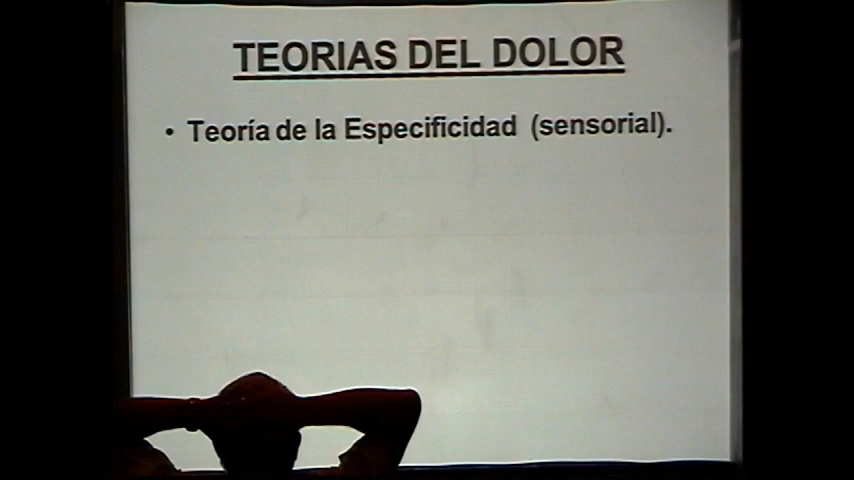 TEORIAS DEL DOLOR
• Teoría de la Especificidad (sensorial).